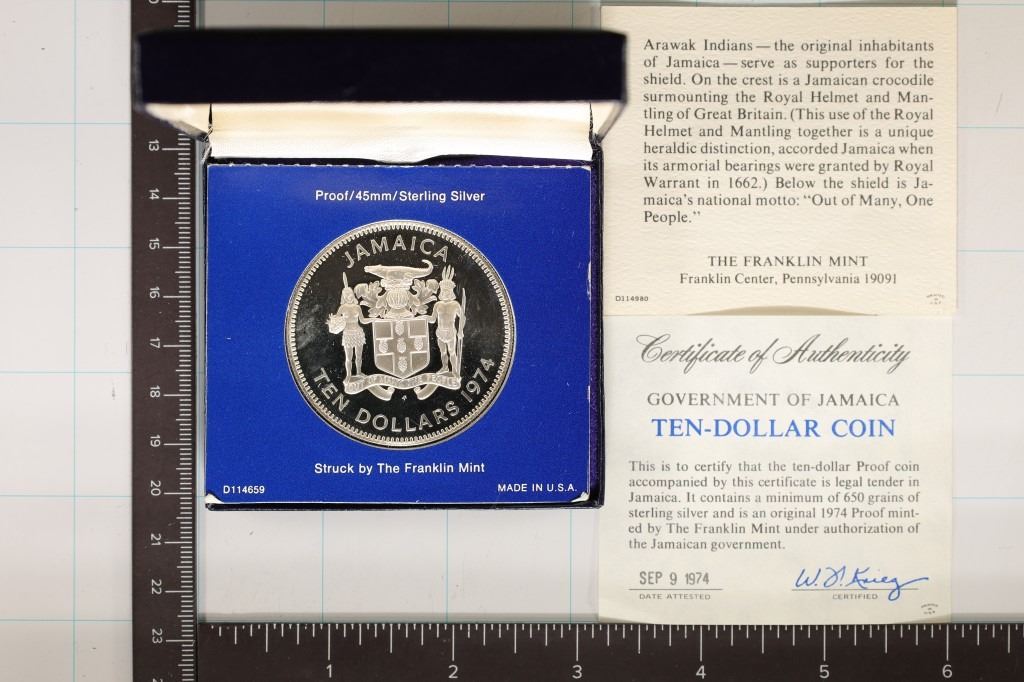 Proof/45mm/Sterling Silver
JAMAICA
OUT OF MANY, ONE PEOPLE
TEN DOLLARS 1974
Struck by The Franklin Mint
D114659
MADE IN U.S.A.
Arawak Indians — the original inhabitants
of Jamaica — serve as supporters for the
shield. On the crest is a Jamaican crocodile
surmounting the Royal Helmet and Man-
tling of Great Britain. (This use of the Royal
Helmet and Mantling together is a unique
heraldic distinction, accorded Jamaica when
its armorial bearings were granted by Royal
Warrant in 1662.) Below the shield is Ja-
maica's national motto: “Out of Many, One
People.”
THE FRANKLIN MINT
Franklin Center, Pennsylvania 19091
D114980
Certificate of Authenticity
GOVERNMENT OF JAMAICA
TEN-DOLLAR COIN
This is to certify that the ten-dollar Proof coin
accompanied by this certificate is legal tender in
Jamaica. It contains a minimum of 650 grains of
sterling silver and is an original 1974 Proof mint-
ed by The Franklin Mint under authorization of
the Jamaican government.
SEP 9 1974
DATE ATTESTED
CERTIFIED
13
14
15
16
17
18
19
20
21
22
23
1 2 3 4 5 6